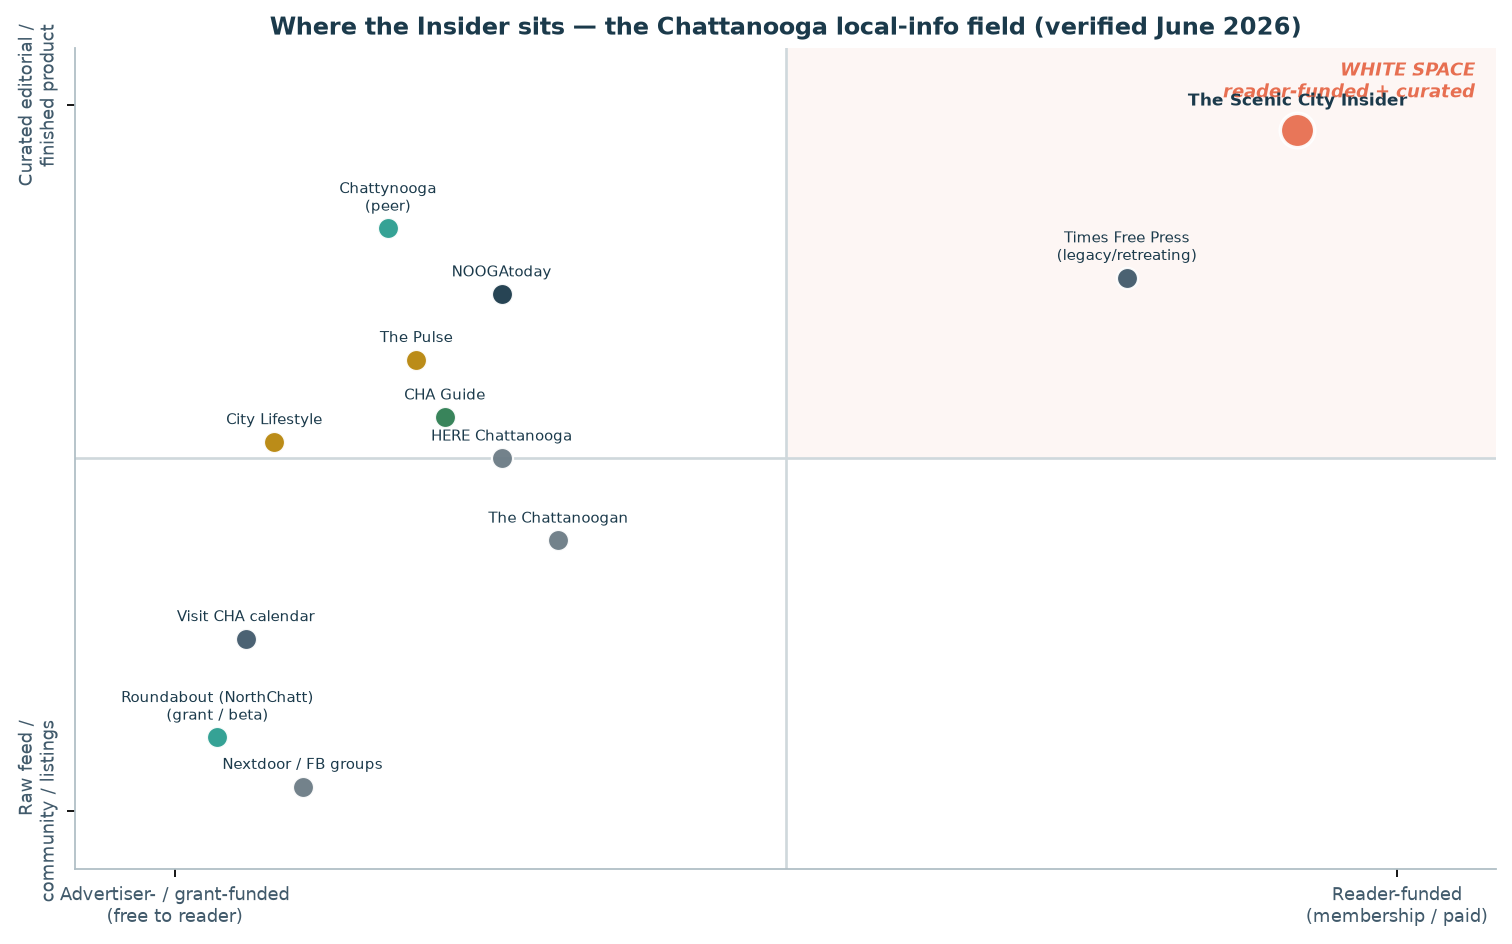 Where the Insider sits — the Chattanooga local-info field (verified June 2026)
Curated editorial /
finished product
WHITE SPACE
reader-funded + curated
The Scenic City Insider
Chattynooga
(peer)
Times Free Press
(legacy/retreating)
NOOGAtoday
The Pulse
CHA Guide
City Lifestyle
HERE Chattanooga
The Chattanoogan
Visit CHA calendar
Roundabout (NorthChatt)
(grant / beta)
Nextdoor / FB groups
Raw feed /
community / listings
Advertiser- / grant-funded
(free to reader)
Reader-funded
(membership / paid)